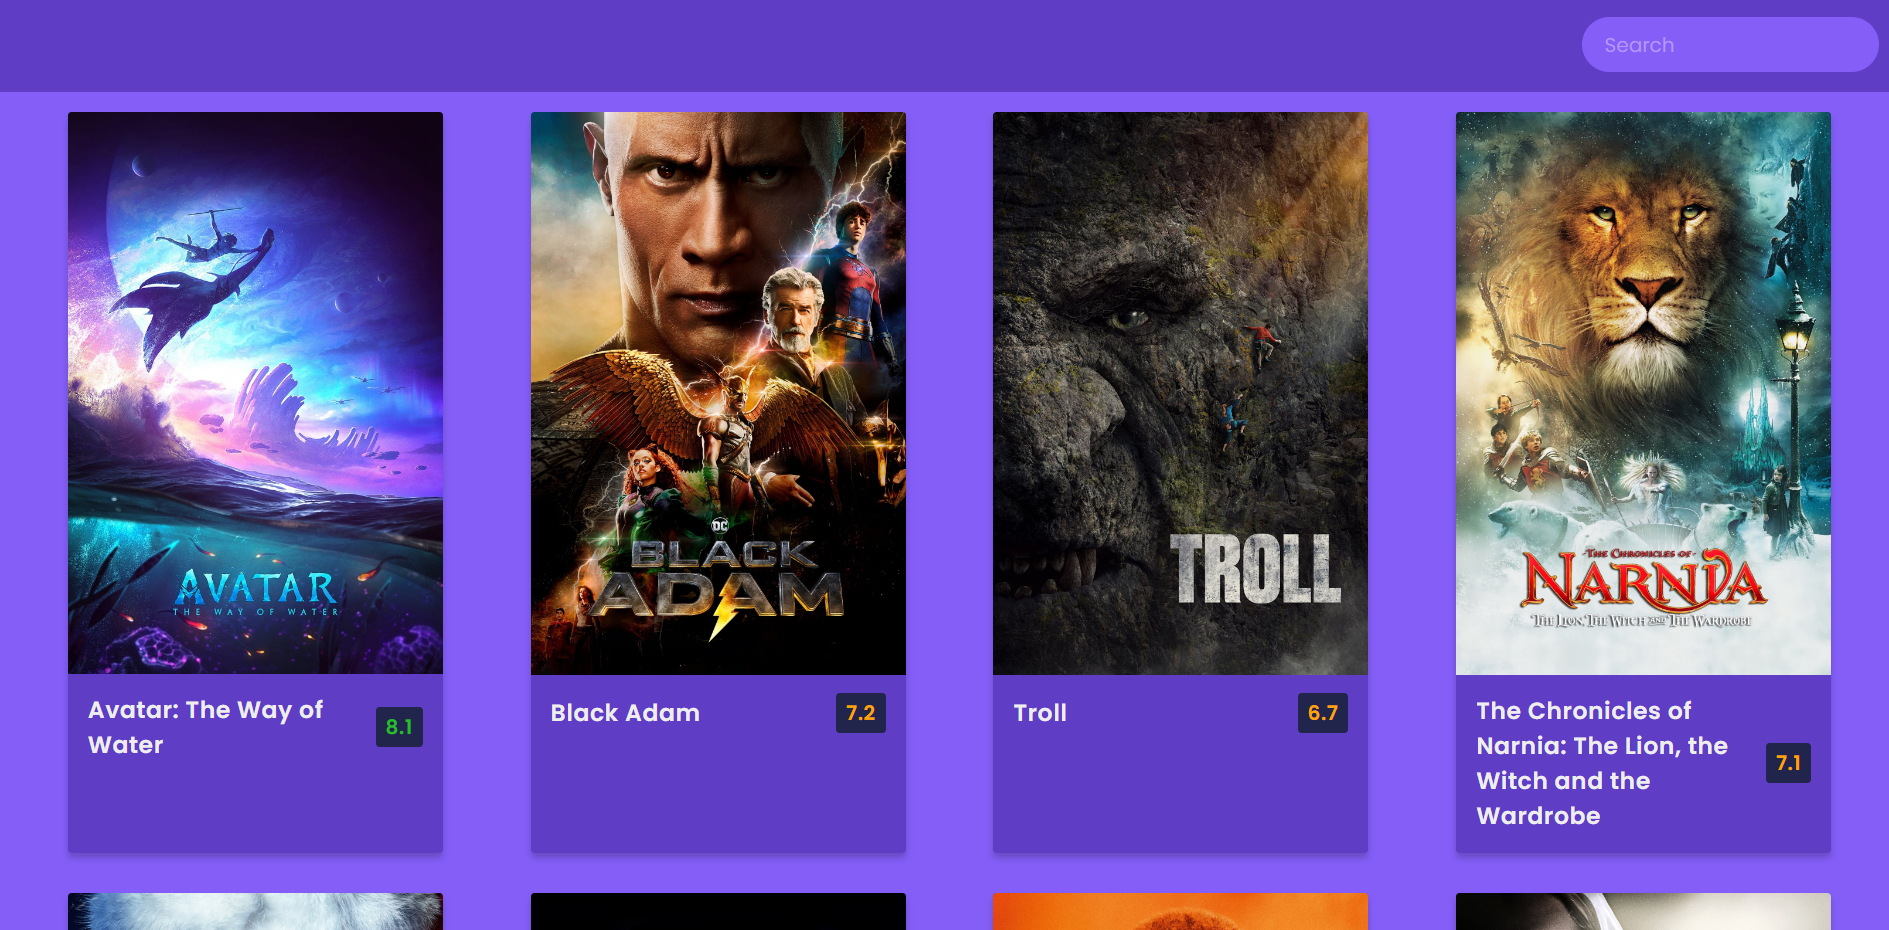 Search
AVATAR
THE WAY OF WATER
DC
BLACK
ADAM
TROLL
THE CHRONICLES OF
NARNIA
THE LION, THE WITCH AND THE WARDROBE
Avatar: The Way of
Water
8.1
Black Adam
7.2
Troll
6.7
The Chronicles of
Narnia: The Lion, the
Witch and the
Wardrobe
7.1